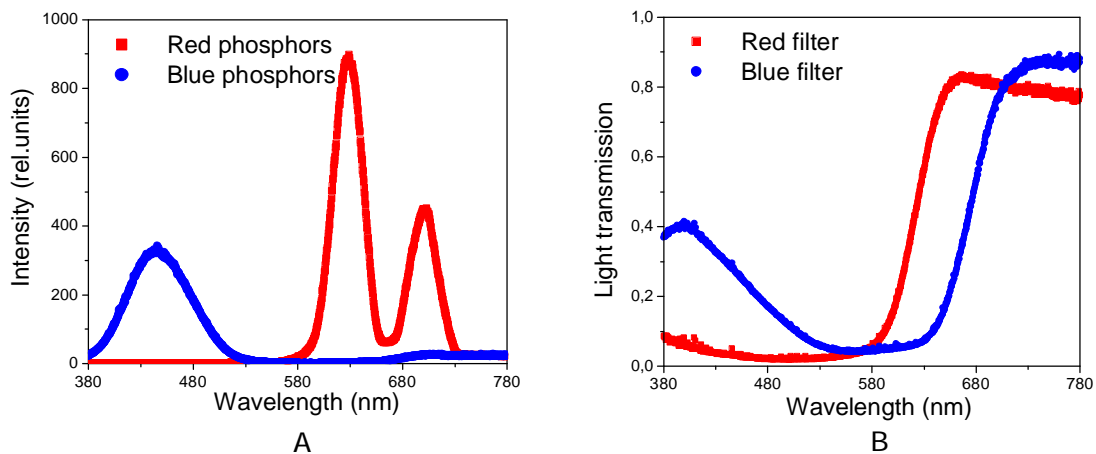 1000
800
600
400
200
0
Intensity (rel.units)
Red phosphors
Blue phosphors
380 480 580 680 780
Wavelength (nm)
A
1,0
0,8
0,6
0,4
0,2
0,0
Light transmission
Red filter
Blue filter
380 480 580 680 780
Wavelength (nm)
B